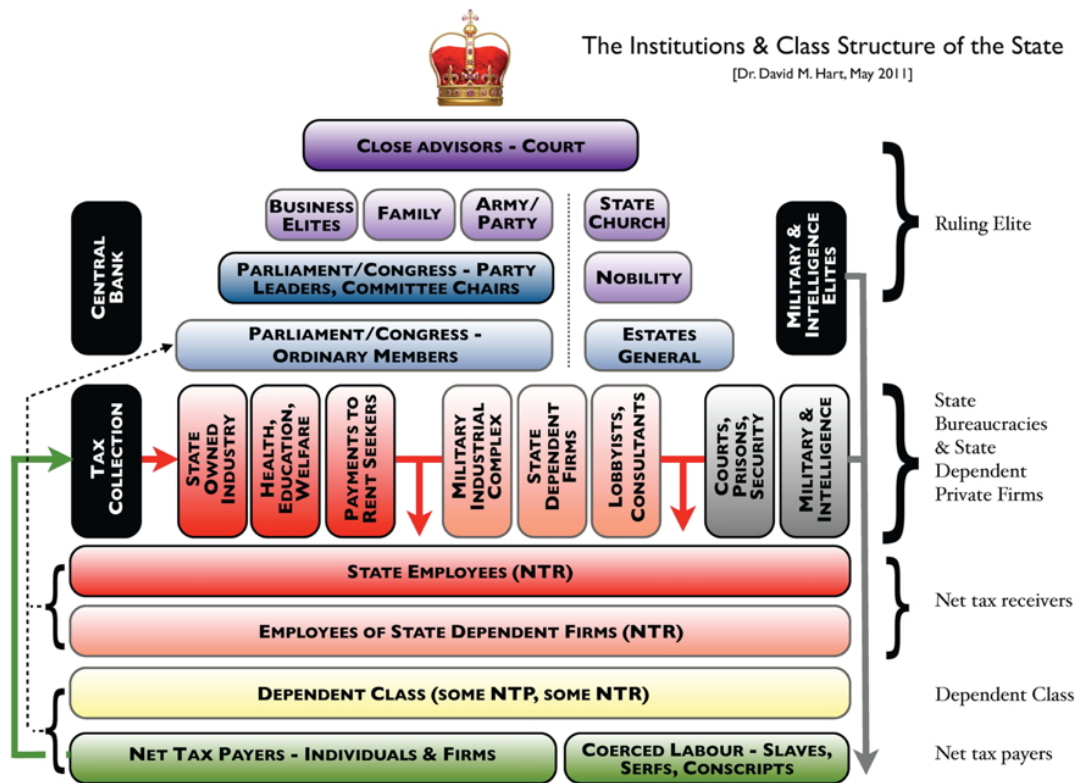 The Institutions & Class Structure of the State
[Dr. David M. Hart, May 2011]
CLOSE ADVISORS - COURT
BUSINESS
ELITES
FAMILY
ARMY/
PARTY
STATE
CHURCH
PARLIAMENT/CONGRESS - PARTY
LEADERS, COMMITTEE CHAIRS
NOBILITY
PARLIAMENT/CONGRESS -
ORDINARY MEMBERS
ESTATES
GENERAL
CENTRAL
BANK
MILITARY &
INTELLIGENCE
ELITES
Ruling Elite
TAX
COLLECTION
STATE
OWNED
INDUSTRY
HEALTH,
EDUCATION,
WELFARE
PAYMENTS TO
RENT SEEKERS
MILITARY
INDUSTRIAL
COMPLEX
STATE
DEPENDENT
FIRMS
LOBBYISTS,
CONSULTANTS
COURTS,
PRISONS,
SECURITY
MILITARY &
INTELLIGENCE
State
Bureaucracies
& State
Dependent
Private Firms
STATE EMPLOYEES (NTR)
EMPLOYEES OF STATE DEPENDENT FIRMS (NTR)
Net tax receivers
DEPENDENT CLASS (SOME NTP, SOME NTR)
Dependent Class
NET TAX PAYERS - INDIVIDUALS & FIRMS
COERCED LABOUR - SLAVES,
SERFS, CONSCRIPTS
Net tax payers